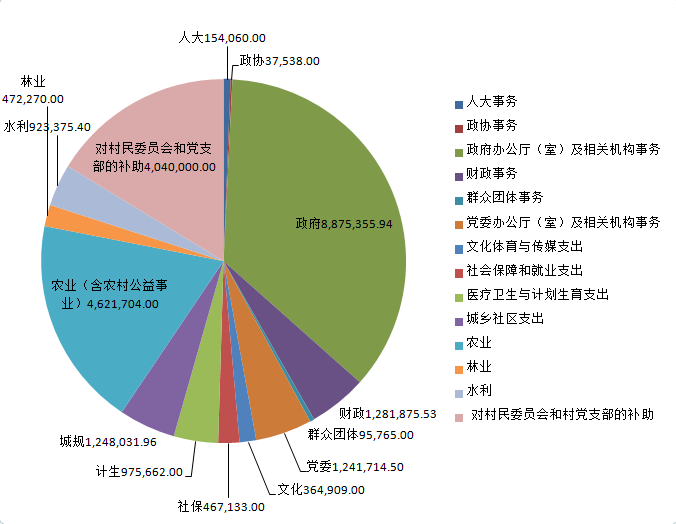 人大154,060.00
政协37,538.00
林业
472,270.00
水利923,375.40
对村民委员会和党支
部的补助4,040,000.00
政府8,875,355.94
农业（含农村公益事
业）4,621,704.00
财政1,281,875.53
群众团体95,765.00
城规1,248,031.96
党委1,241,714.50
计生975,662.00
文化364,909.00
社保467,133.00
人大事务
政协事务
政府办公厅（室）及相关机构事务
财政事务
群众团体事务
党委办公厅（室）及相关机构事务
文化体育与传媒支出
社会保障和就业支出
医疗卫生与计划生育支出
城乡社区支出
农业
林业
水利
对村民委员会和村党支部的补助